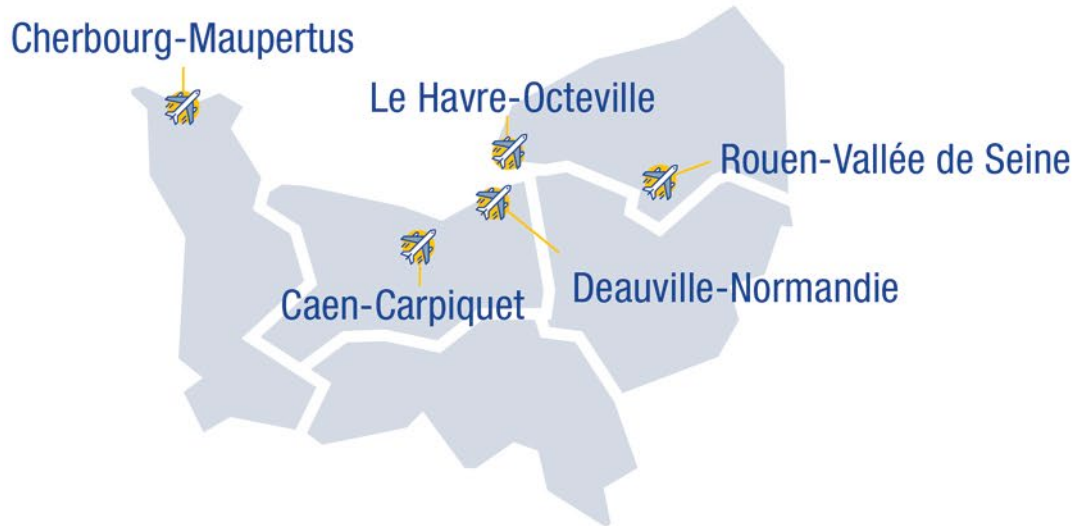 Cherbourg-Maupertus
Le Havre-Octeville
Rouen-Vallée de Seine
Deauville-Normandie
Caen-Carpiquet